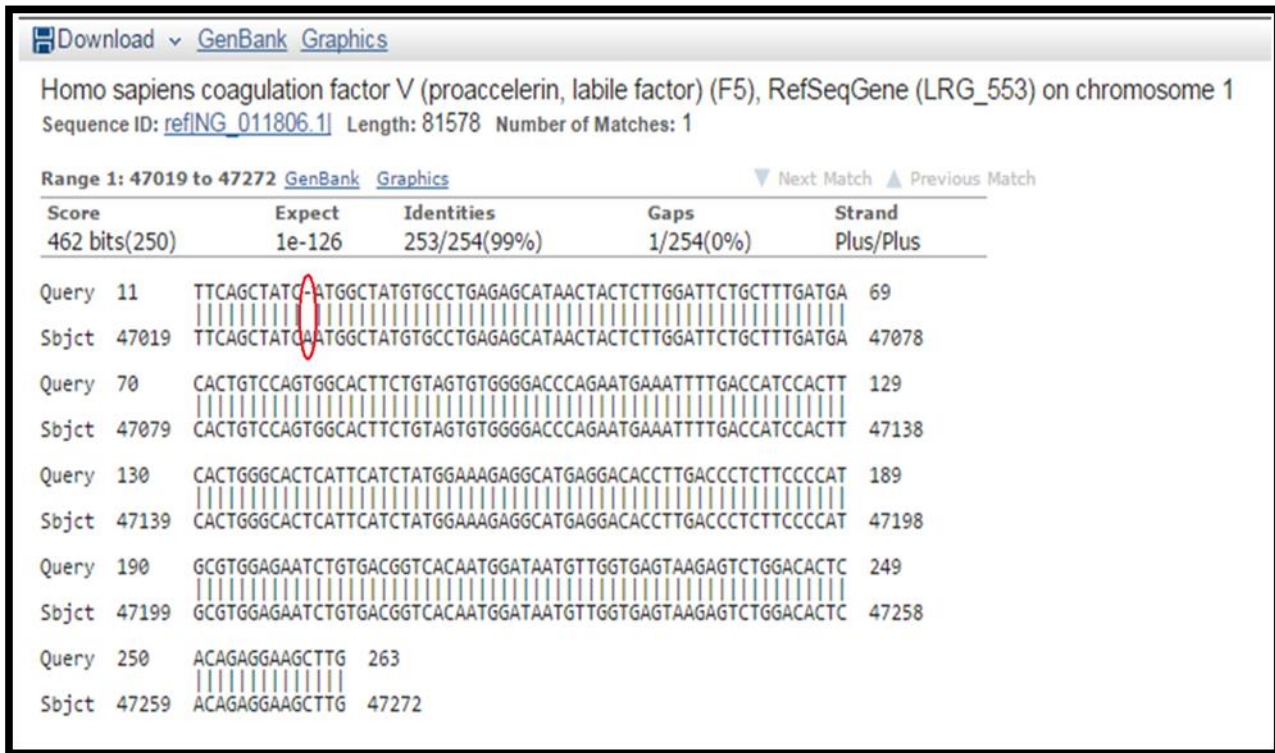 Download GenBank Graphics
Homo sapiens coagulation factor V (proaccelerin, labile factor) (F5), RefSeqGene (LRG_553) on chromosome 1
Sequence ID: ref|NG_011806.1| Length: 81578 Number of Matches: 1
Range 1: 47019 to 47272 GenBank Graphics Next Match Previous Match
Score Expect Identities Gaps Strand
462 bits(250) 1e-126 253/254(99%) 1/254(0%) Plus/Plus
Query 11 TTCAGCTATC-ATGGCTATGTGCCTGAGAGCATAACTACTCTTGGATTCTGCTTTGATGA 69
Sbjct 47019 TTCAGCTATCAATGGCTATGTGCCTGAGAGCATAACTACTCTTGGATTCTGCTTTGATGA 47078
Query 70 CACTGTCCAGTGGCACTTCTGTAGTGTGGGGACCCAGAATGAAATTTTGACCATCCACTT 129
Sbjct 47079 CACTGTCCAGTGGCACTTCTGTAGTGTGGGGACCCAGAATGAAATTTTGACCATCCACTT 47138
Query 130 CACTGGGCACTCATTCATCTATGGAAAGAGGCATGAGGACACCTTGACCCTCTTCCCCAT 189
Sbjct 47139 CACTGGGCACTCATTCATCTATGGAAAGAGGCATGAGGACACCTTGACCCTCTTCCCCAT 47198
Query 190 GCGTGGAGAATCTGTGACGGTCACAATGGATAATGTTGGTGAGTAAGAGTCTGGACACTC 249
Sbjct 47199 GCGTGGAGAATCTGTGACGGTCACAATGGATAATGTTGGTGAGTAAGAGTCTGGACACTC 47258
Query 250 ACAGAGGAAGCTTG 263
Sbjct 47259 ACAGAGGAAGCTTG 47272